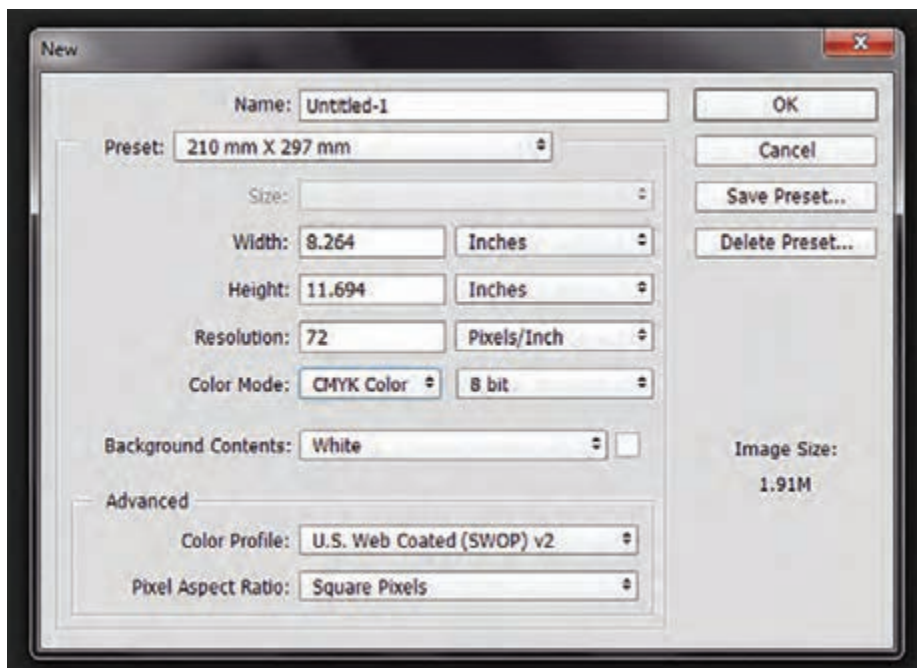 New
Name: Untitled-1
OK
Preset: 210 mm X 297 mm
Cancel
Size:
Save Preset...
Width: 8.264 Inches
Delete Preset...
Height: 11.694 Inches
Resolution: 72 Pixels/Inch
Color Mode: CMYK Color 8 bit
Background Contents: White
Image Size:
1.91M
Advanced
Color Profile: U.S. Web Coated (SWOP) v2
Pixel Aspect Ratio: Square Pixels